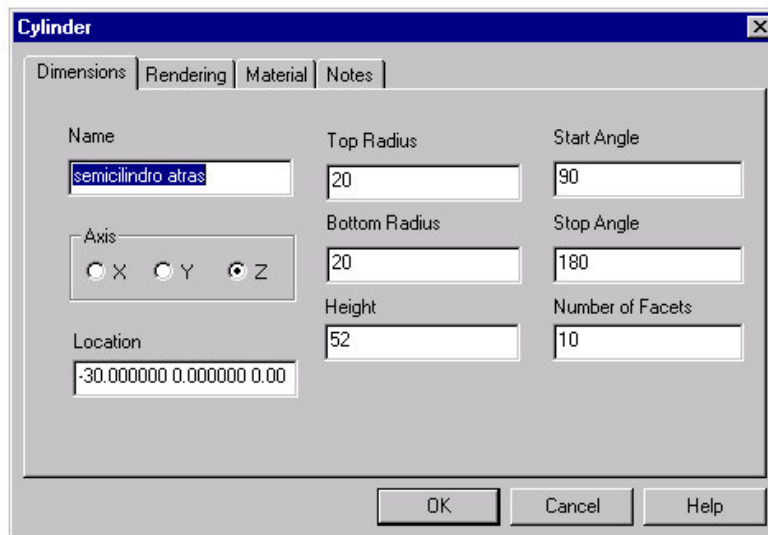 Cylinder
Dimensions Rendering Material Notes
Name
semicilindro atras
Axis
X Y Z
Location
-30.000000 0.000000 0.00
Top Radius
20
Bottom Radius
20
Height
52
Start Angle
90
Stop Angle
180
Number of Facets
10
OK Cancel Help